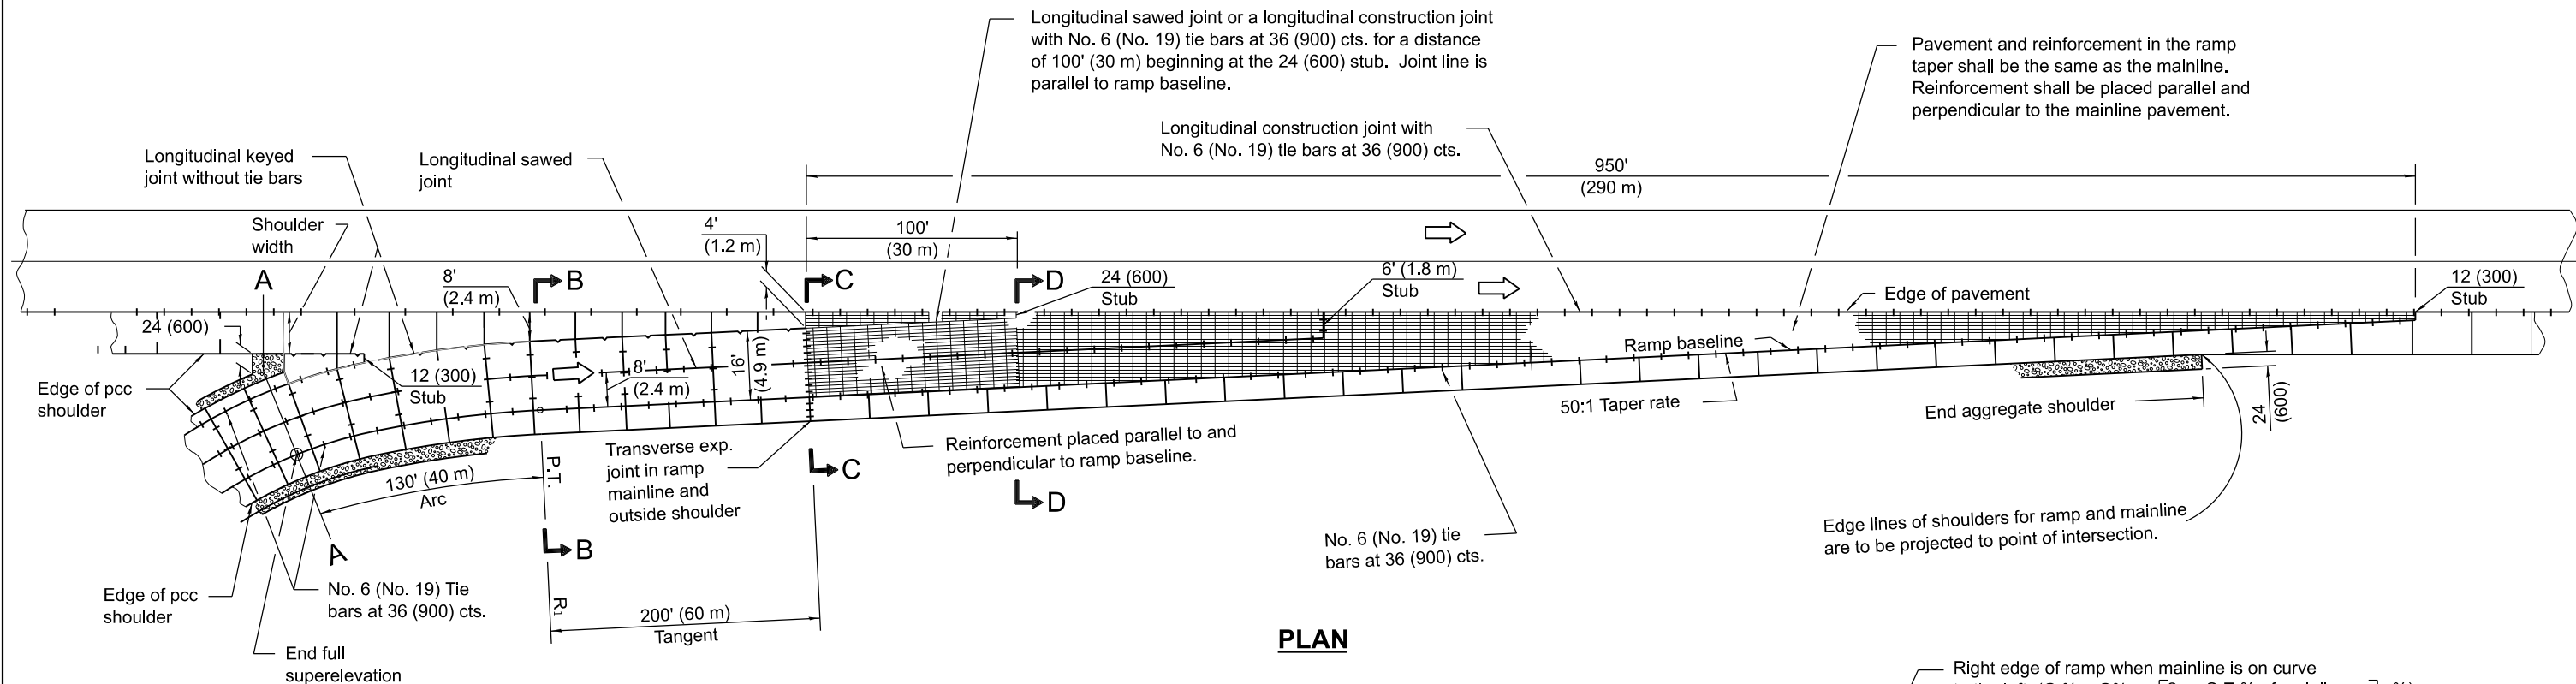 Longitudinal sawed joint or a longitudinal construction joint
with No. 6 (No. 19) tie bars at 36 (900) cts. for a distance
of 100' (30 m) beginning at the 24 (600) stub. Joint line is
parallel to ramp baseline.
Pavement and reinforcement in the ramp
taper shall be the same as the mainline.
Reinforcement shall be placed parallel and
perpendicular to the mainline pavement.
Longitudinal construction joint with
No. 6 (No. 19) tie bars at 36 (900) cts.
Longitudinal keyed
joint without tie bars
Longitudinal sawed
joint
950'
(290 m)
Shoulder
width
4'
(1.2 m)
100'
(30 m)
A
8'
(2.4 m)
B
C
D
24 (600)
Stub
6' (1.8 m)
Stub
12 (300)
Stub
Edge of pavement
24 (600)
Ramp baseline
Edge of pcc
shoulder
12 (300)
Stub
8'
(2.4 m)
16'
(4.9 m)
50:1 Taper rate
End aggregate shoulder
24
(600)
Transverse exp.
joint in ramp
mainline and
outside shoulder
Reinforcement placed parallel to and
perpendicular to ramp baseline.
130' (40 m)
Arc
P.T.
C
D
A
B
No. 6 (No. 19) tie
bars at 36 (900) cts.
Edge lines of shoulders for ramp and mainline
are to be projected to point of intersection.
Edge of pcc
shoulder
No. 6 (No. 19) Tie
bars at 36 (900) cts.
R1
200' (60 m)
Tangent
End full
superelevation
PLAN
Right edge of ramp when mainline is on curve